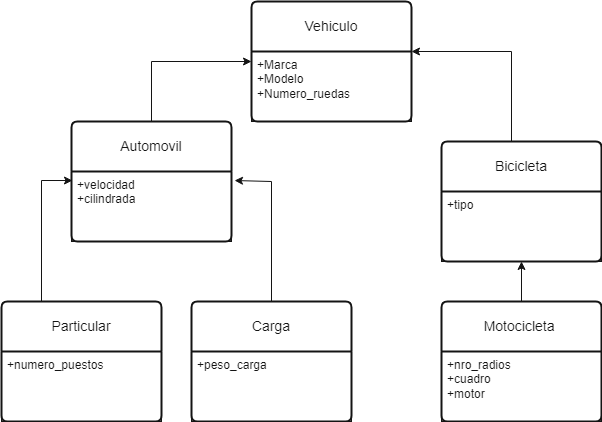 Vehiculo
+Marca
+Modelo
+Numero_ruedas
Automovil
+velocidad
+cilindrada
Bicicleta
+tipo
Particular
+numero_puestos
Carga
+peso_carga
Motocicleta
+nro_radios
+cuadro
+motor